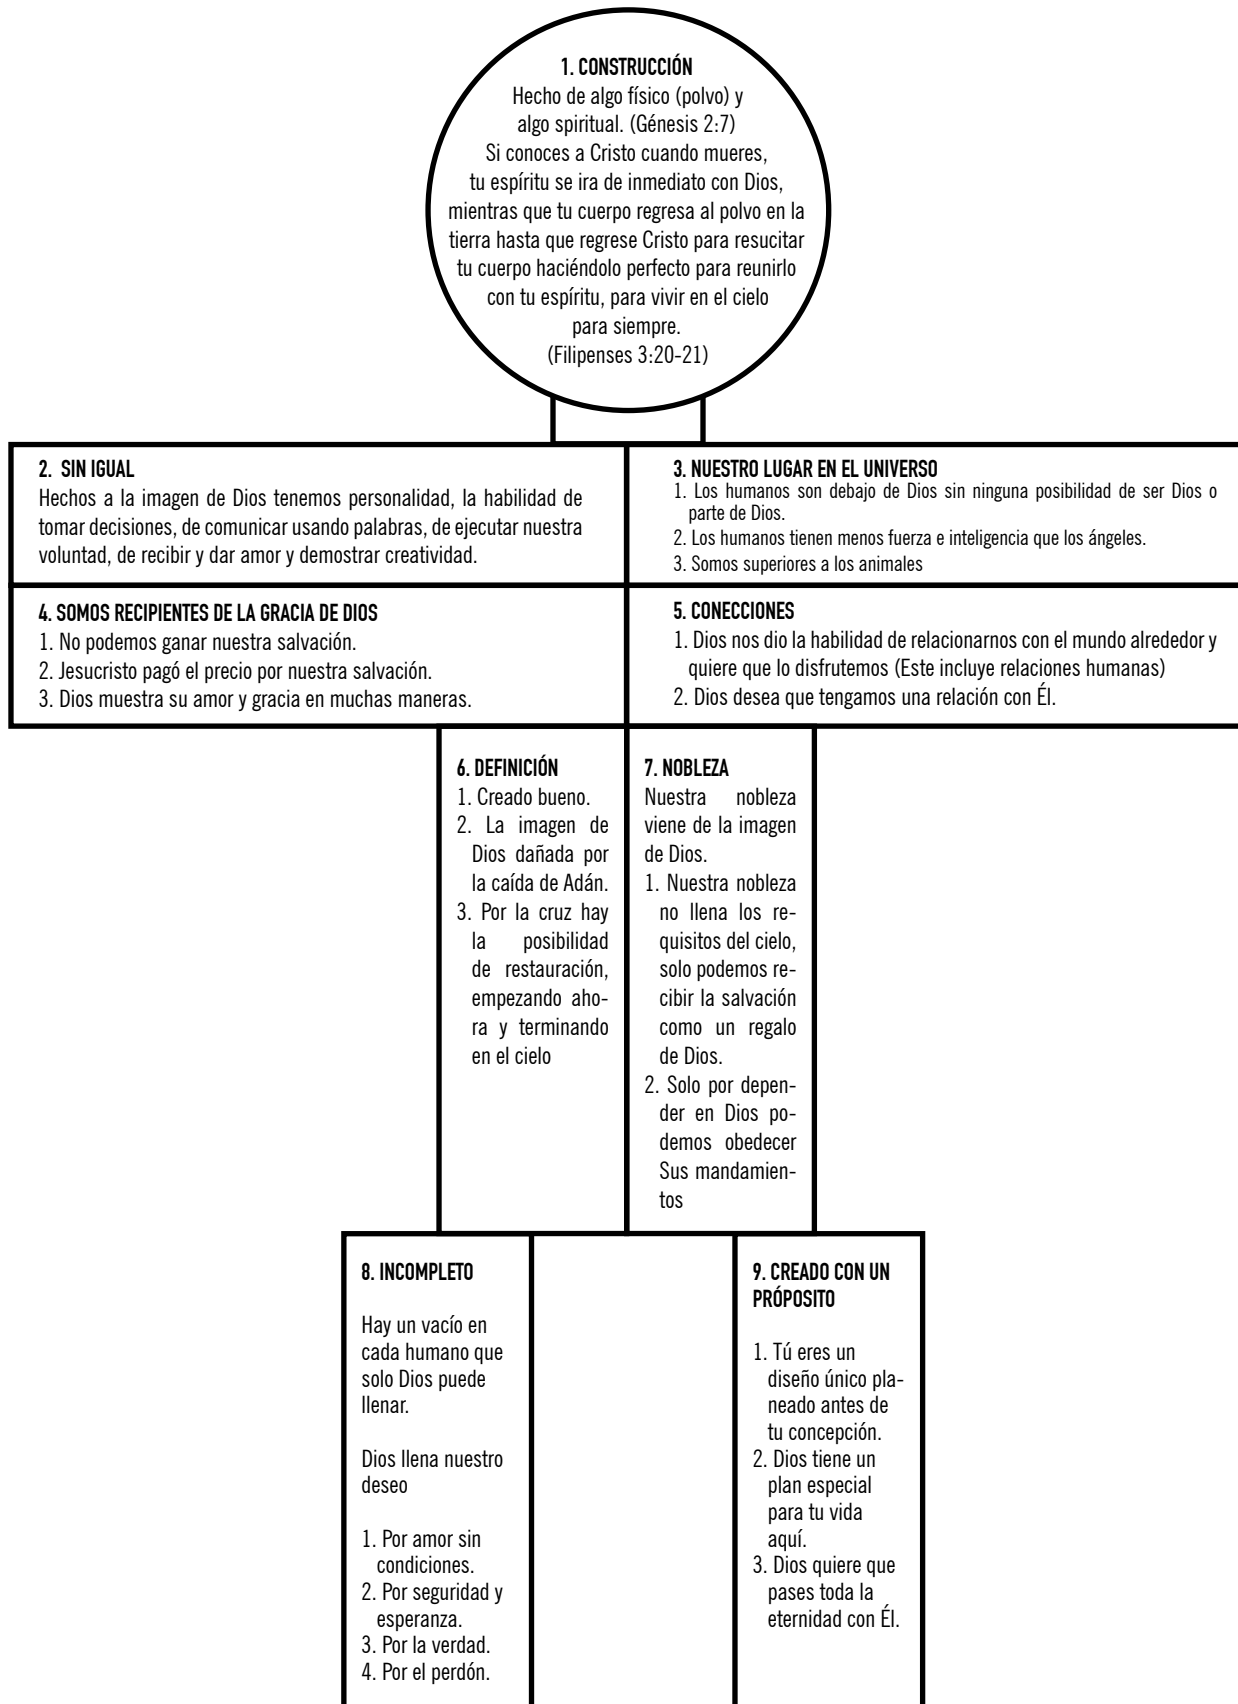 1. CONSTRUCCIÓN
Hecho de algo físico (polvo) y
algo spiritual. (Génesis 2:7)
Si conoces a Cristo cuando mueres,
tu espíritu se ira de inmediato con Dios,
mientras que tu cuerpo regresa al polvo en la
tierra hasta que regrese Cristo para resucitar
tu cuerpo haciéndolo perfecto para reunirlo
con tu espíritu, para vivir en el cielo
para siempre.
(Filipenses 3:20-21)
2. SIN IGUAL
Hechos a la imagen de Dios tenemos personalidad, la habilidad de
tomar decisiones, de comunicar usando palabras, de ejecutar nuestra
voluntad, de recibir y dar amor y demostrar creatividad.
3. NUESTRO LUGAR EN EL UNIVERSO
1. Los humanos son debajo de Dios sin ninguna posibilidad de ser Dios o
parte de Dios.
2. Los humanos tienen menos fuerza e inteligencia que los ángeles.
3. Somos superiores a los animales
4. SOMOS RECIPIENTES DE LA GRACIA DE DIOS
1. No podemos ganar nuestra salvación.
2. Jesucristo pagó el precio por nuestra salvación.
3. Dios muestra su amor y gracia en muchas maneras.
5. CONECCIONES
1. Dios nos dio la habilidad de relacionarnos con el mundo alrededor y
quiere que lo disfrutemos (Este incluye relaciones humanas)
2. Dios desea que tengamos una relación con Él.
6. DEFINICIÓN
1. Creado bueno.
2. La imagen de
Dios dañada por
la caída de Adán.
3. Por la cruz hay
la posibilidad
de restauración,
empezando aho-
ra y terminando
en el cielo
7. NOBLEZA
Nuestra nobleza
viene de la imagen
de Dios.
1. Nuestra nobleza
no llena los re-
quisitos del cielo,
solo podemos re-
cibir la salvación
como un regalo
de Dios.
2. Solo por depen-
der en Dios po-
demos obedecer
Sus mandamien-
tos
8. INCOMPLETO
Hay un vacío en
cada humano que
solo Dios puede
llenar.
Dios llena nuestro
deseo
1. Por amor sin
condiciones.
2. Por seguridad y
esperanza.
3. Por la verdad.
4. Por el perdón.
9. CREADO CON UN
PRÓPOSITO
1. Tú eres un
diseño único pla-
neado antes de
tu concepción.
2. Dios tiene un
plan especial
para tu vida
aquí.
3. Dios quiere que
pases toda la
eternidad con Él.